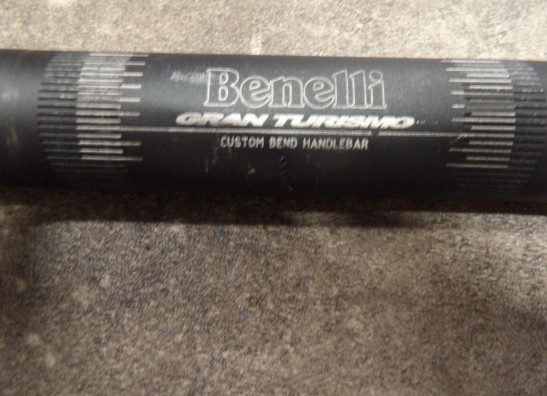 Benelli
GRAN TURISMO
CUSTOM BEND HANDLEBAR